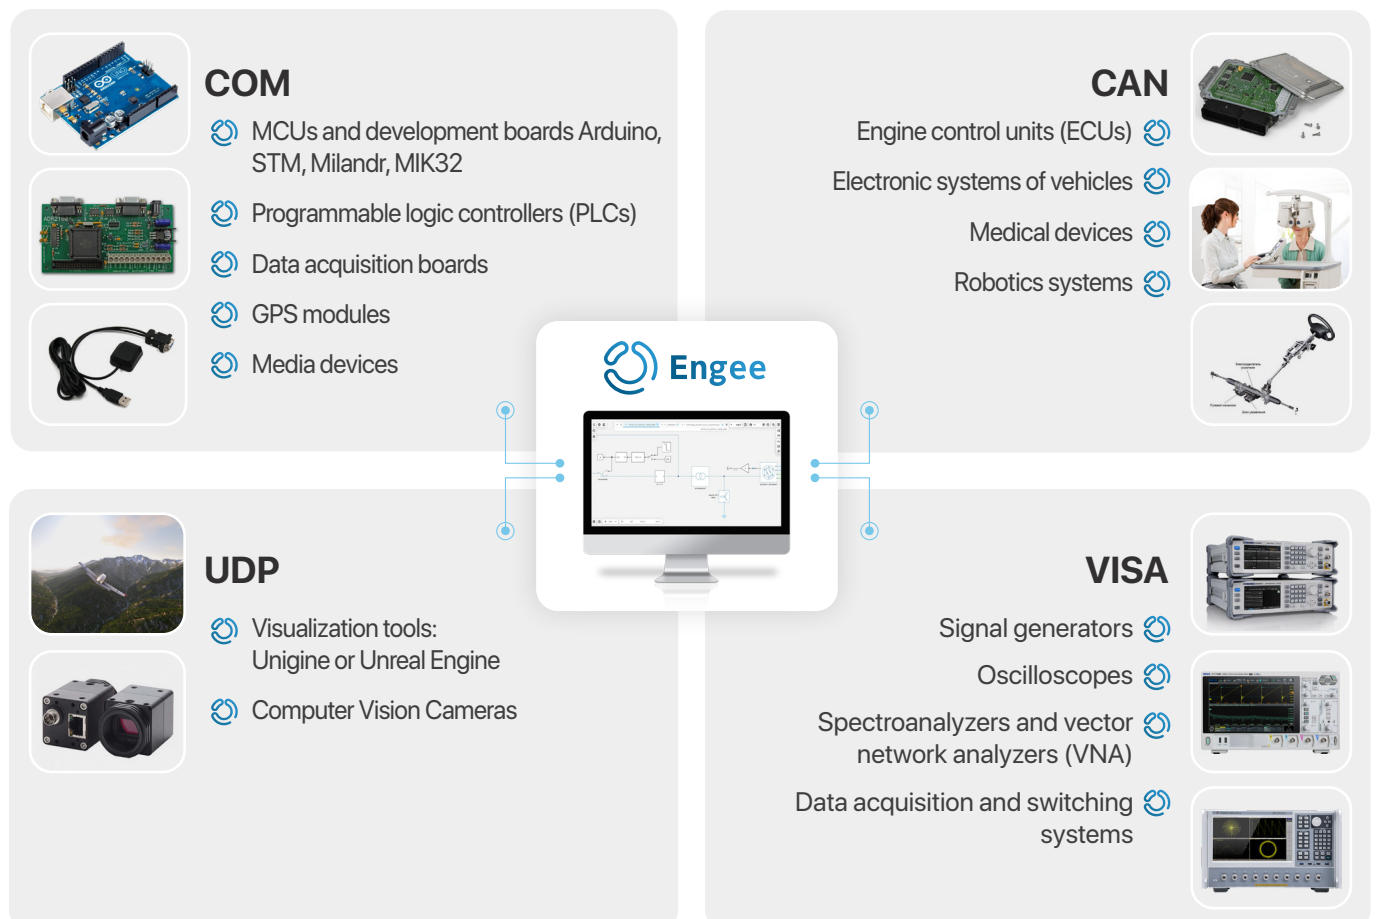 COM
MCUs and development boards Arduino,
STM, Milandr, MIK32
Programmable logic controllers (PLCs)
Data acquisition boards
GPS modules
Media devices
CAN
Engine control units (ECUs)
Electronic systems of vehicles
Medical devices
Robotics systems
Engee
UDP
Visualization tools:
Unigine or Unreal Engine
Computer Vision Cameras
VISA
Signal generators
Oscilloscopes
Spectroanalyzers and vector
network analyzers (VNA)
Data acquisition and switching
systems